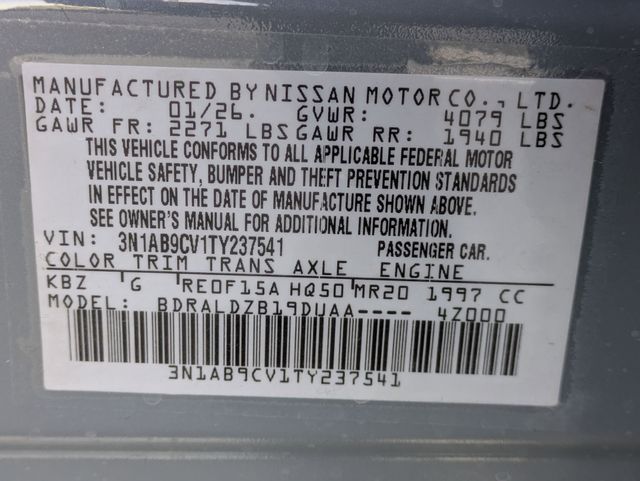 MANUFACTURED BY NISSAN MOTOR CO., LTD.
DATE: 01/26. GVWR: 4079 LBS
GAWR FR: 2271 LBS GAWR RR: 1940 LBS
THIS VEHICLE CONFORMS TO ALL APPLICABLE FEDERAL MOTOR
VEHICLE SAFETY, BUMPER AND THEFT PREVENTION STANDARDS
IN EFFECT ON THE DATE OF MANUFACTURE SHOWN ABOVE.
SEE OWNER'S MANUAL FOR ADDITIONAL INFORMATION.
VIN: 3N1AB9CV1TY237541 PASSENGER CAR.
COLOR TRIM TRANS AXLE ENGINE
KBZ G RE0F15A HQ50 MR20 1997 CC
MODEL: BDRALDZB19DUAA---- 4Z000
3N1AB9CV1TY237541